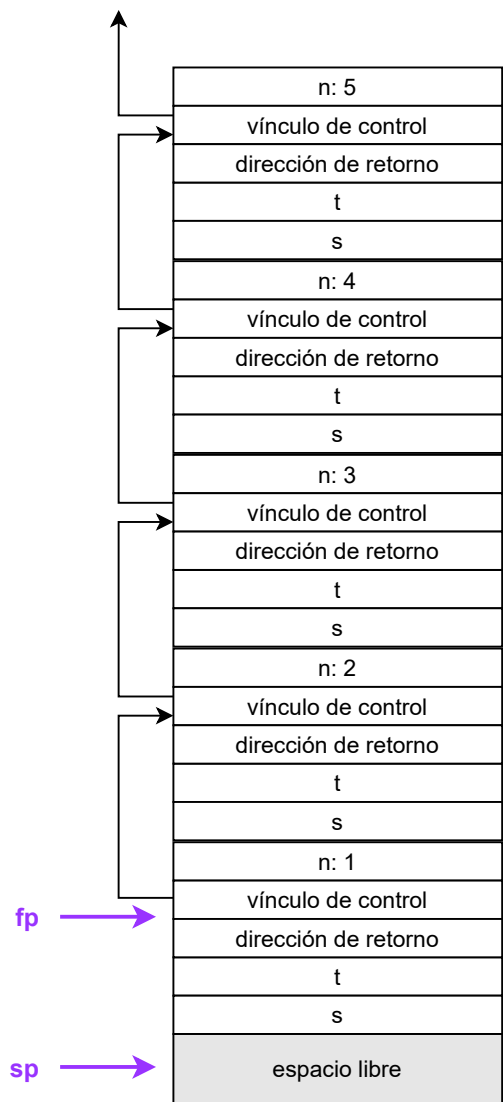 n: 5
vínculo de control
dirección de retorno
t
s
n: 4
vínculo de control
dirección de retorno
t
s
n: 3
vínculo de control
dirección de retorno
t
s
n: 2
vínculo de control
dirección de retorno
t
s
n: 1
fp
vínculo de control
dirección de retorno
t
s
sp
espacio libre